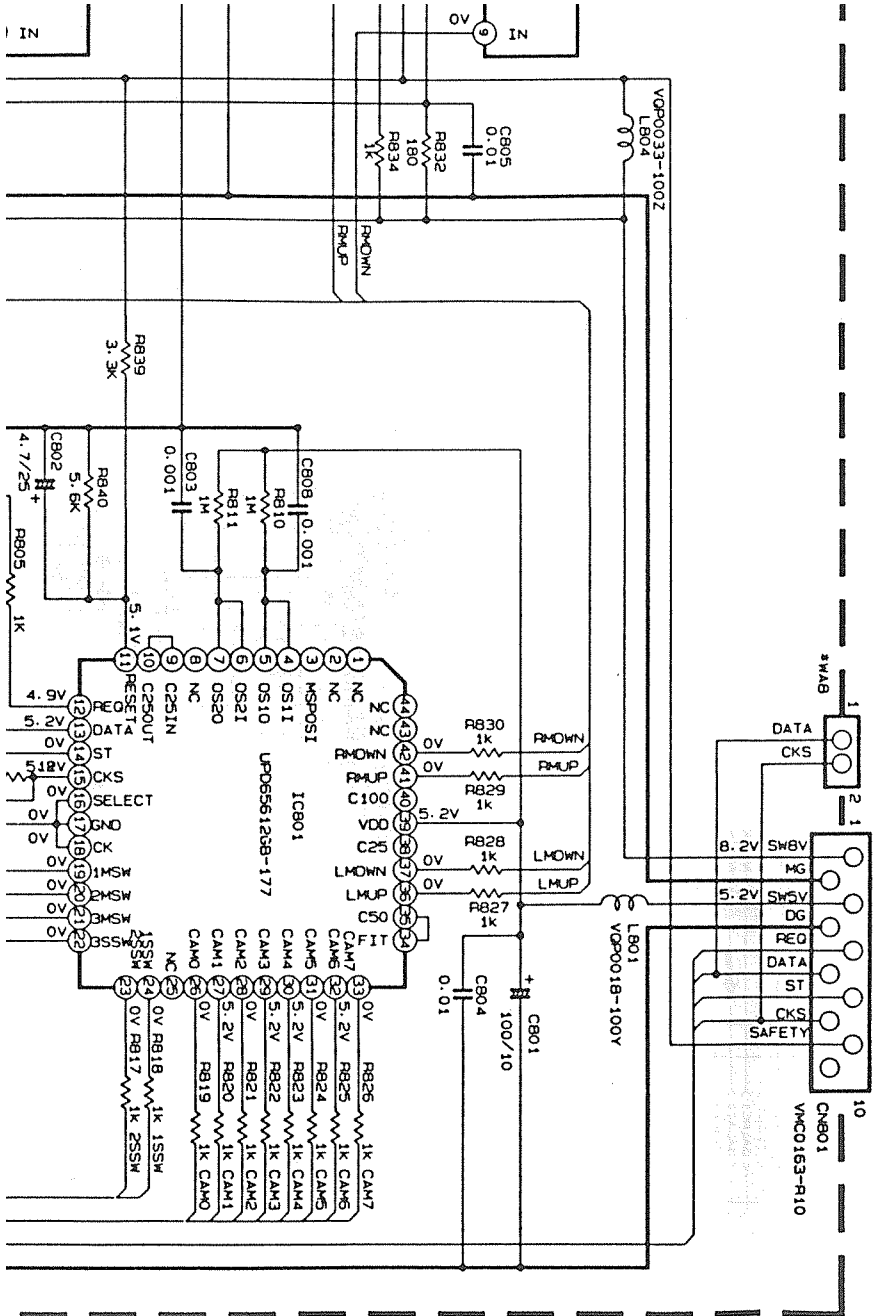 IN
0V
6
IN
VQP0033-100Z
L804
C805
0.01
R832
180
R834
1K
RMDWN
RMUP
R839
3.3K
C802
4.7/25
+
R840
5.6K
C803
0.001
R811
1M
R810
1M
C808
0.001
R805
1K
5.1V
11
10
9
8
7
6
5
4
3
2
1
RESET
C25OUT
C25IN
NC
OS2O
OS2I
OS1O
OS1I
MSPOSI
NC
NC
4.9V 12 REQ
5.2V 13 DATA
0V 14 ST
15 CKS
0V 16 SELECT
0V 17 GND
0V 18 CK
0V 19 1MSW
0V 20 2MSW
0V 21 3MSW
0V 22 3SSW
IC801
UPD65612GB-177
NC 44
NC 43
RMDWN 42 0V R830 1k RMDWN
RMUP 41 0V R829 1k RMUP
C100 40
VDD 39 5.2V
C25 38
LMDWN 37 0V R828 1k LMDWN
LMUP 36 0V R827 1k LMUP
C50 35
FIT 34
2SSW 23 0V R817 1k 2SSW
1SSW 24 0V R818 1k 1SSW
NC 25
CAM0 26 0V R819 1k CAM0
CAM1 27 5.2V R820 1k CAM1
CAM2 28 0V R821 1k CAM2
CAM3 29 5.2V R822 1k CAM3
CAM4 30 5.2V R823 1k CAM4
CAM5 31 0V R824 1k CAM5
CAM6 32 5.2V R825 1k CAM6
CAM7 33 0V R826 1k CAM7
C804
0.01
+
C801
100/10
L801
VQP0018-100Y
*WA8
1
DATA
CKS
2
1
8.2V SW8V
MG
5.2V SW5V
DG
REQ
DATA
ST
CKS
SAFETY
10
CN801
VMC0163-R10